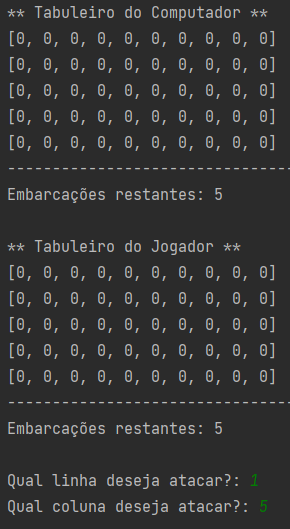 ** Tabuleiro do Computador **
[0, 0, 0, 0, 0, 0, 0, 0, 0, 0]
[0, 0, 0, 0, 0, 0, 0, 0, 0, 0]
[0, 0, 0, 0, 0, 0, 0, 0, 0, 0]
[0, 0, 0, 0, 0, 0, 0, 0, 0, 0]
[0, 0, 0, 0, 0, 0, 0, 0, 0, 0]
--------------------------------
Embarcações restantes: 5
** Tabuleiro do Jogador **
[0, 0, 0, 0, 0, 0, 0, 0, 0, 0]
[0, 0, 0, 0, 0, 0, 0, 0, 0, 0]
[0, 0, 0, 0, 0, 0, 0, 0, 0, 0]
[0, 0, 0, 0, 0, 0, 0, 0, 0, 0]
[0, 0, 0, 0, 0, 0, 0, 0, 0, 0]
--------------------------------
Embarcações restantes: 5
Qual linha deseja atacar?: 1
Qual coluna deseja atacar?: 5